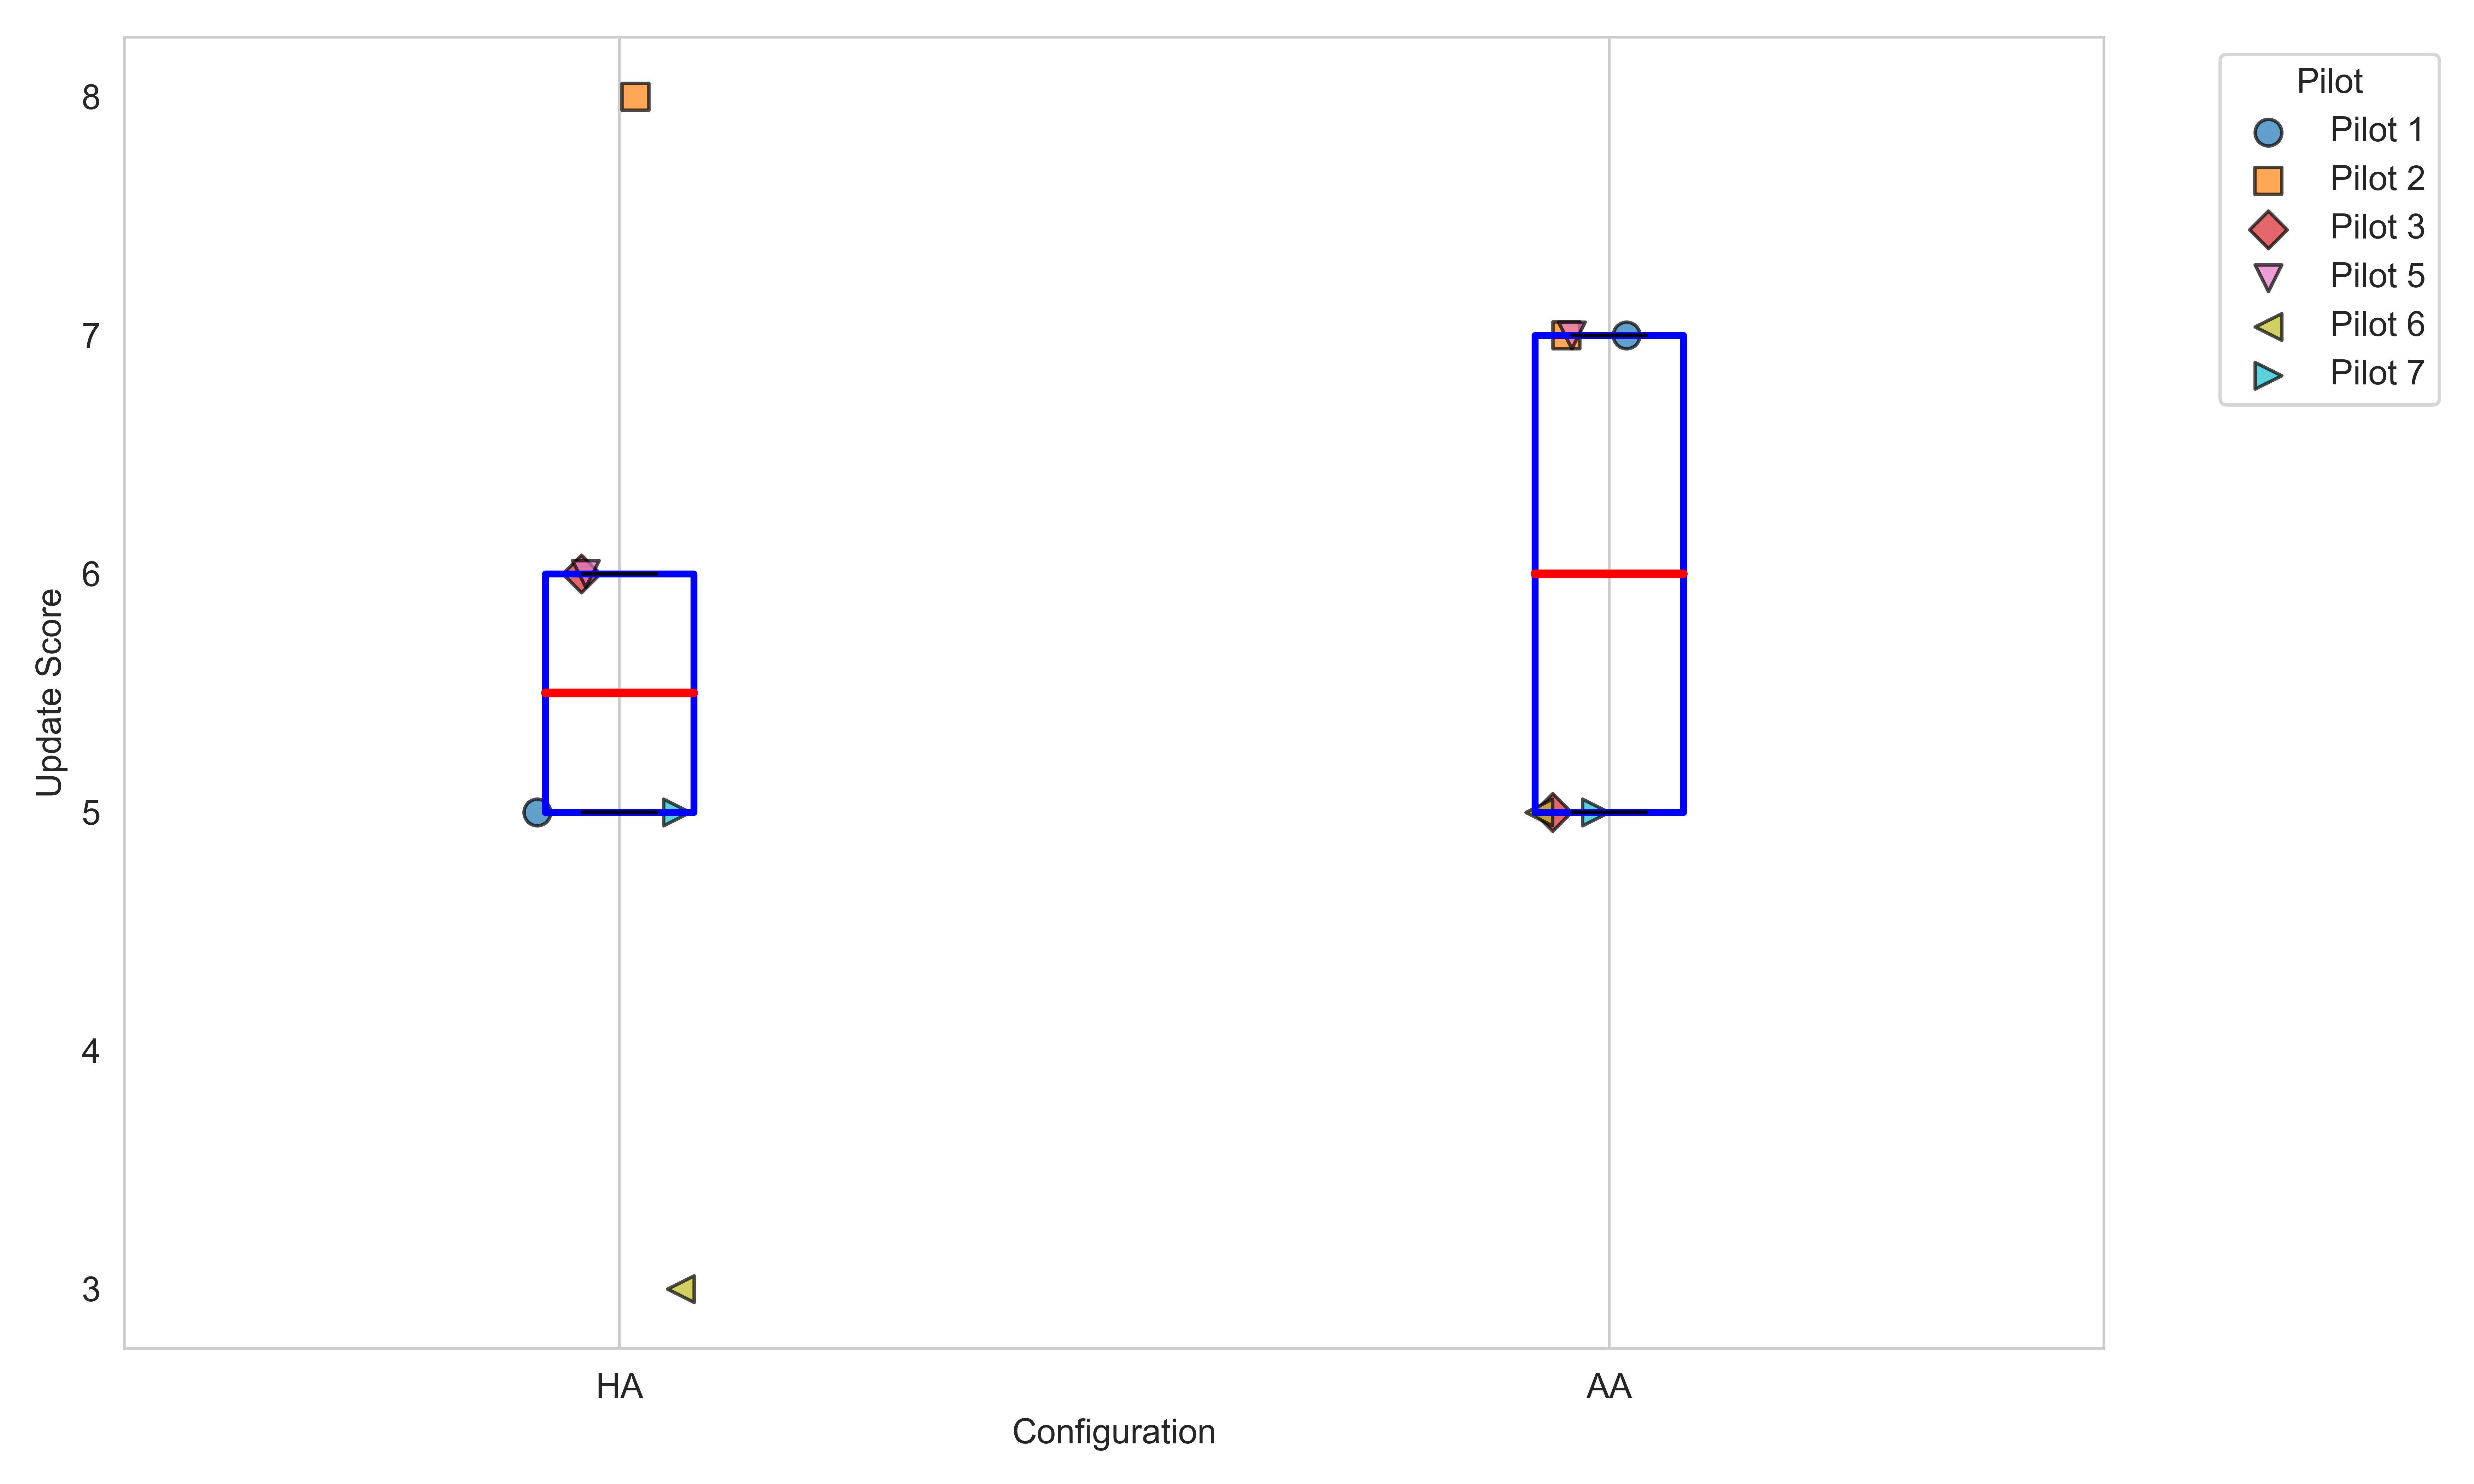 8
7
6
5
4
3
Update Score
HA
AA
Configuration
Pilot
Pilot 1
Pilot 2
Pilot 3
Pilot 5
Pilot 6
Pilot 7